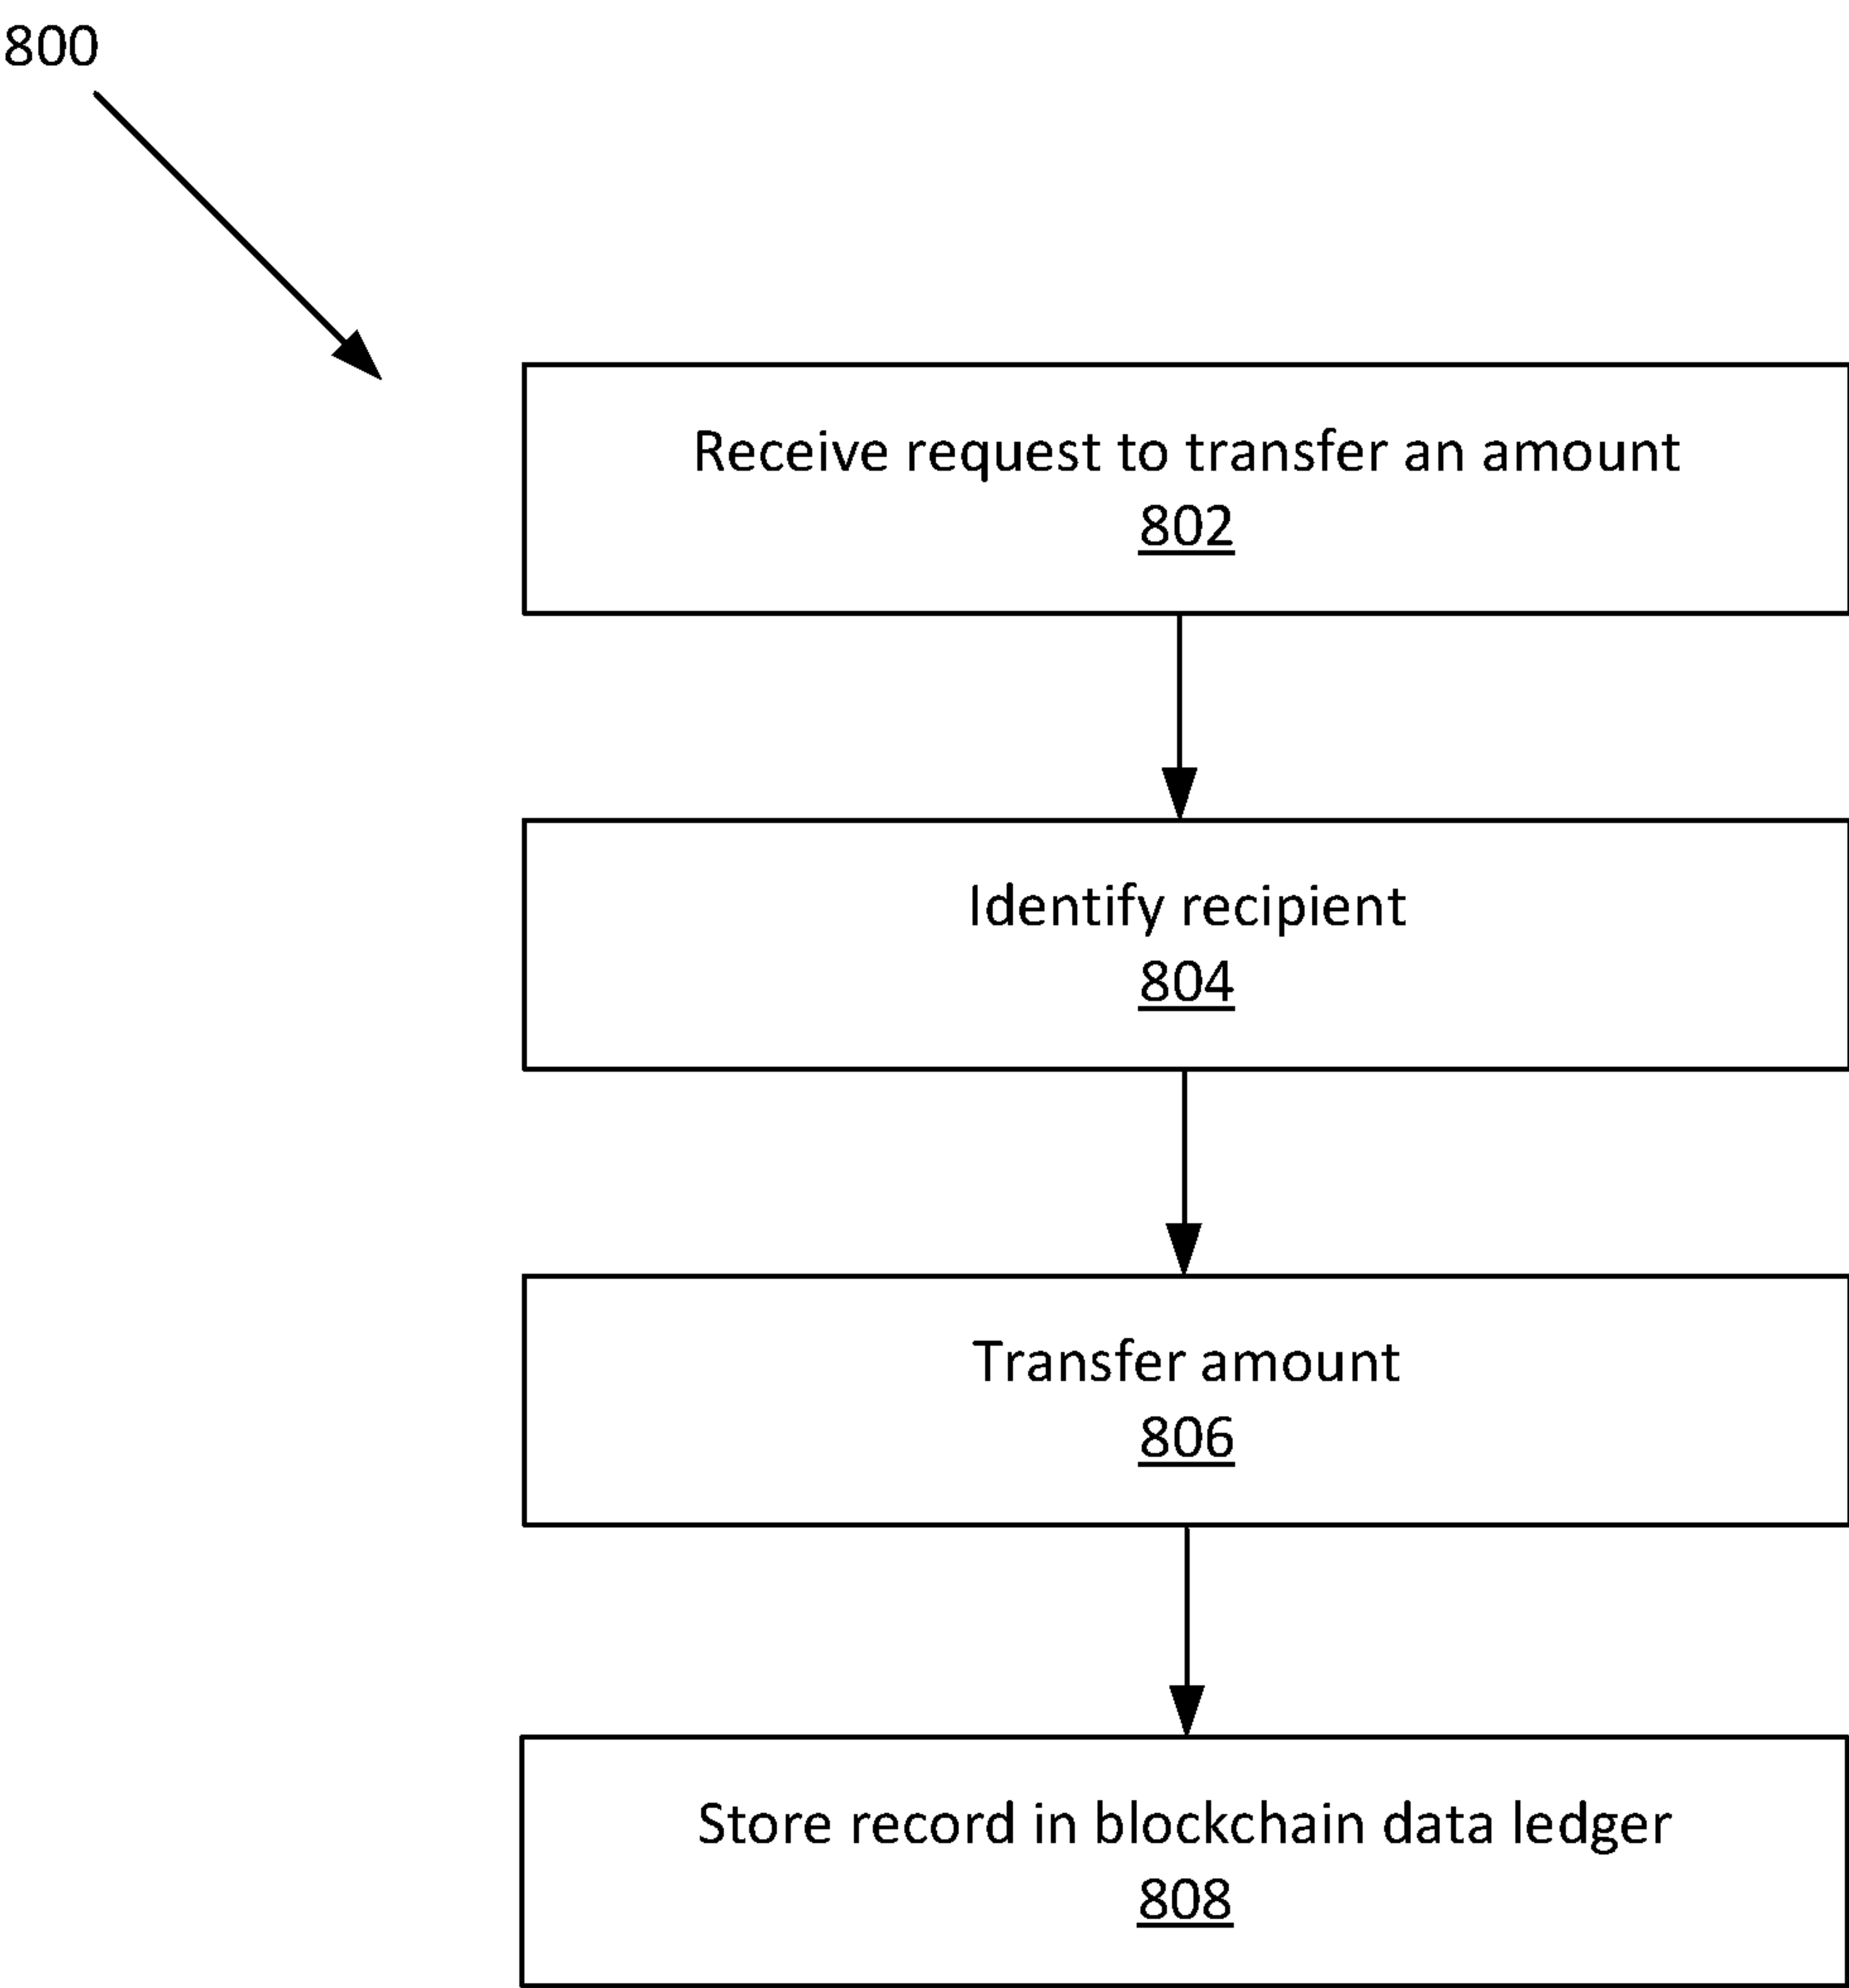 800
Receive request to transfer an amount
802
Identify recipient
804
Transfer amount
806
Store record in blockchain data ledger
808